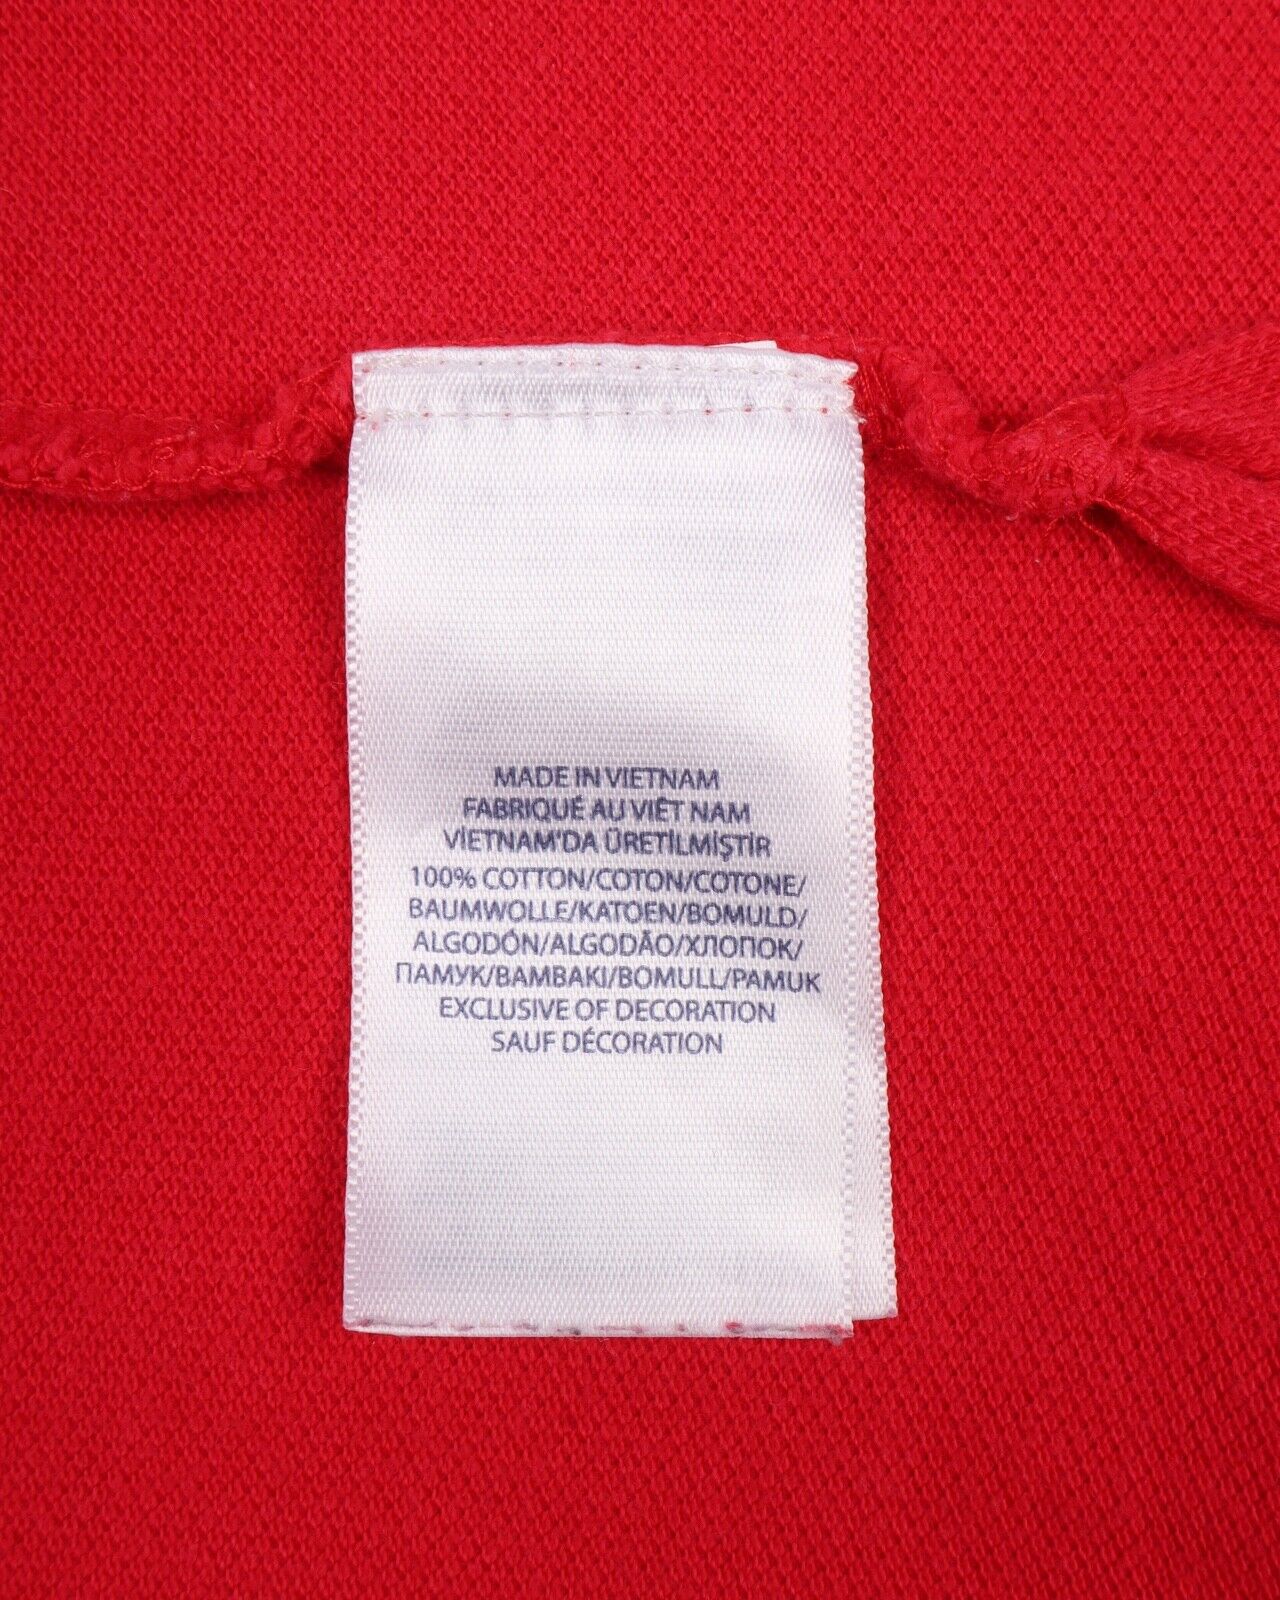 MADE IN VIETNAM
FABRIQUÉ AU VIÊT NAM
VİETNAM'DA ÜRETİLMİŞTİR
100% COTTON/COTON/COTONE/
BAUMWOLLE/KATOEN/BOMULD/
ALGODÓN/ALGODÃO/ХЛОПОК/
ПАМУК/BAMBAKI/BOMULL/PAMUK
EXCLUSIVE OF DECORATION
SAUF DÉCORATION